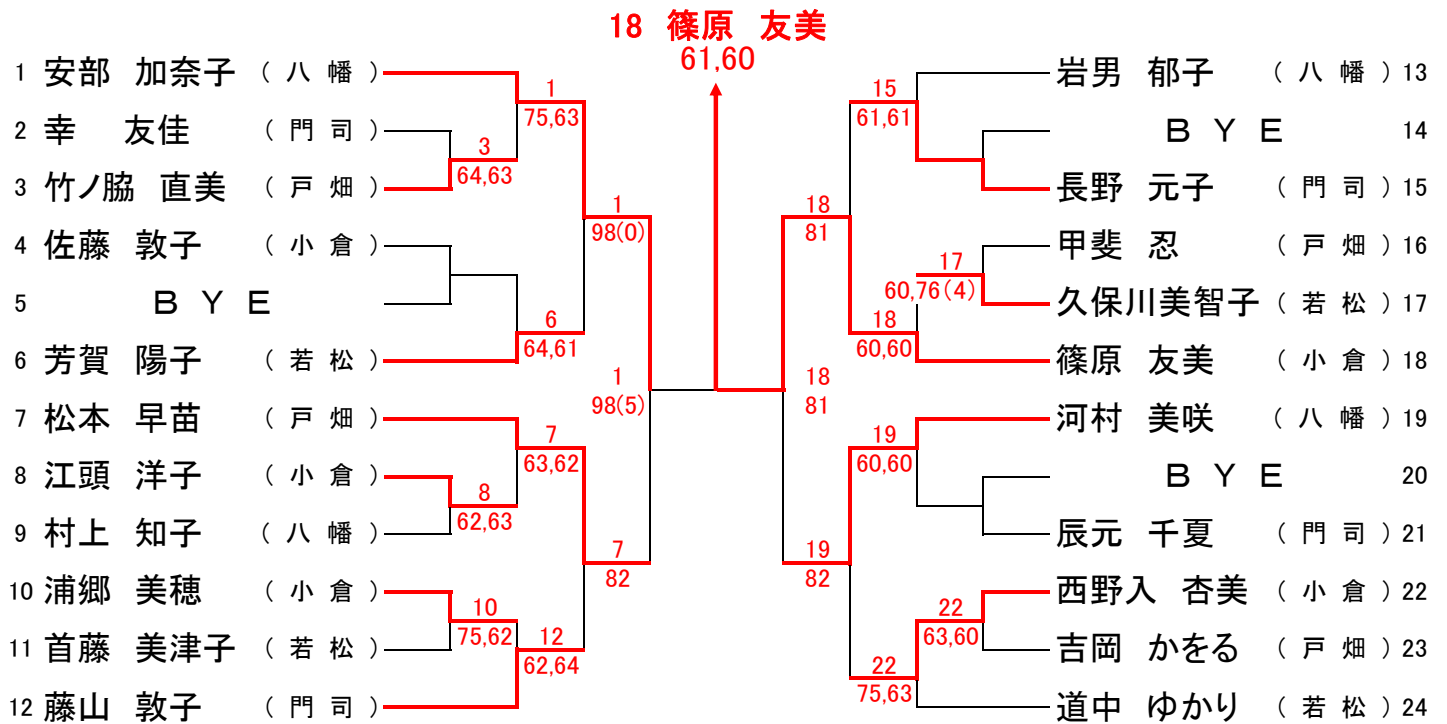 18 篠原 友美
61,60
1 安部 加奈子 (八幡)
2 幸 友佳 (門司)
3 竹ノ脇 直美 (戸畑)
4 佐藤 敦子 (小倉)
5 BYE
6 芳賀 陽子 (若松)
7 松本 早苗 (戸畑)
8 江頭 洋子 (小倉)
9 村上 知子 (八幡)
10 浦郷 美穂 (小倉)
11 首藤 美津子 (若松)
12 藤山 敦子 (門司)
1
75,63
3
64,63
6
64,61
7
63,62
8
62,63
10
75,62
12
62,64
1
98(0)
7
82
1
98(5)
18
81
18
81
19
82
15
61,61
17
60,76(4)
18
60,60
19
60,60
22
63,60
22
75,63
岩男 郁子 (八幡) 13
BYE 14
長野 元子 (門司) 15
甲斐 忍 (戸畑) 16
久保川美智子 (若松) 17
篠原 友美 (小倉) 18
河村 美咲 (八幡) 19
BYE 20
辰元 千夏 (門司) 21
西野入 杏美 (小倉) 22
吉岡 かをる (戸畑) 23
道中 ゆかり (若松) 24